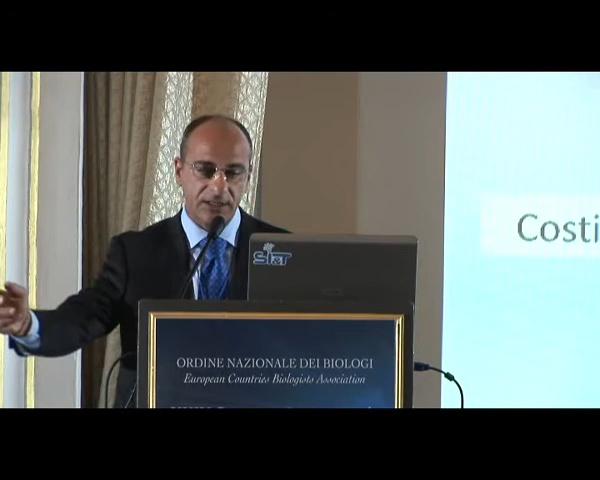 Costi
SI&T
ORDINE NAZIONALE DEI BIOLOGI
European Countries Biologists Association